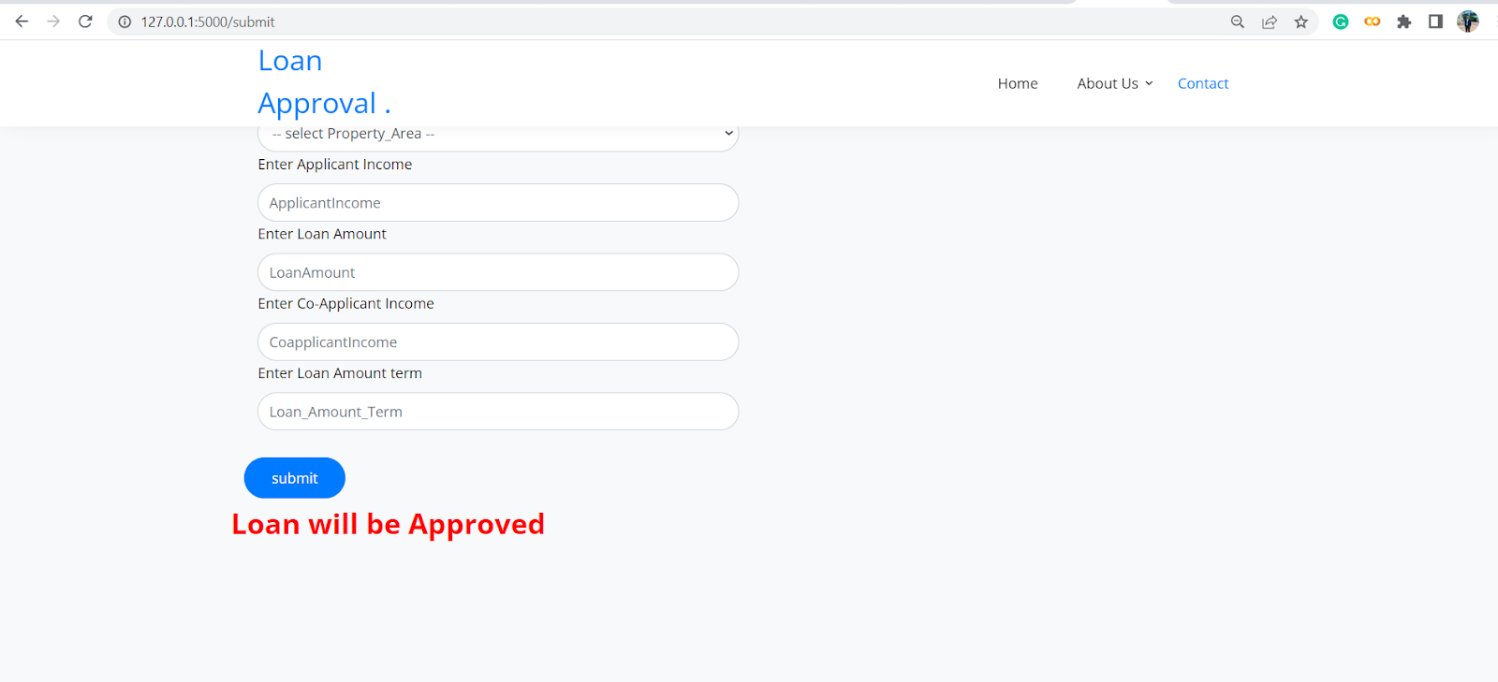 127.0.0.1:5000/submit
Loan
Approval .
Home
About Us
Contact
-- select Property_Area --
Enter Applicant Income
ApplicantIncome
Enter Loan Amount
LoanAmount
Enter Co-Applicant Income
CoapplicantIncome
Enter Loan Amount term
Loan_Amount_Term
submit
Loan will be Approved